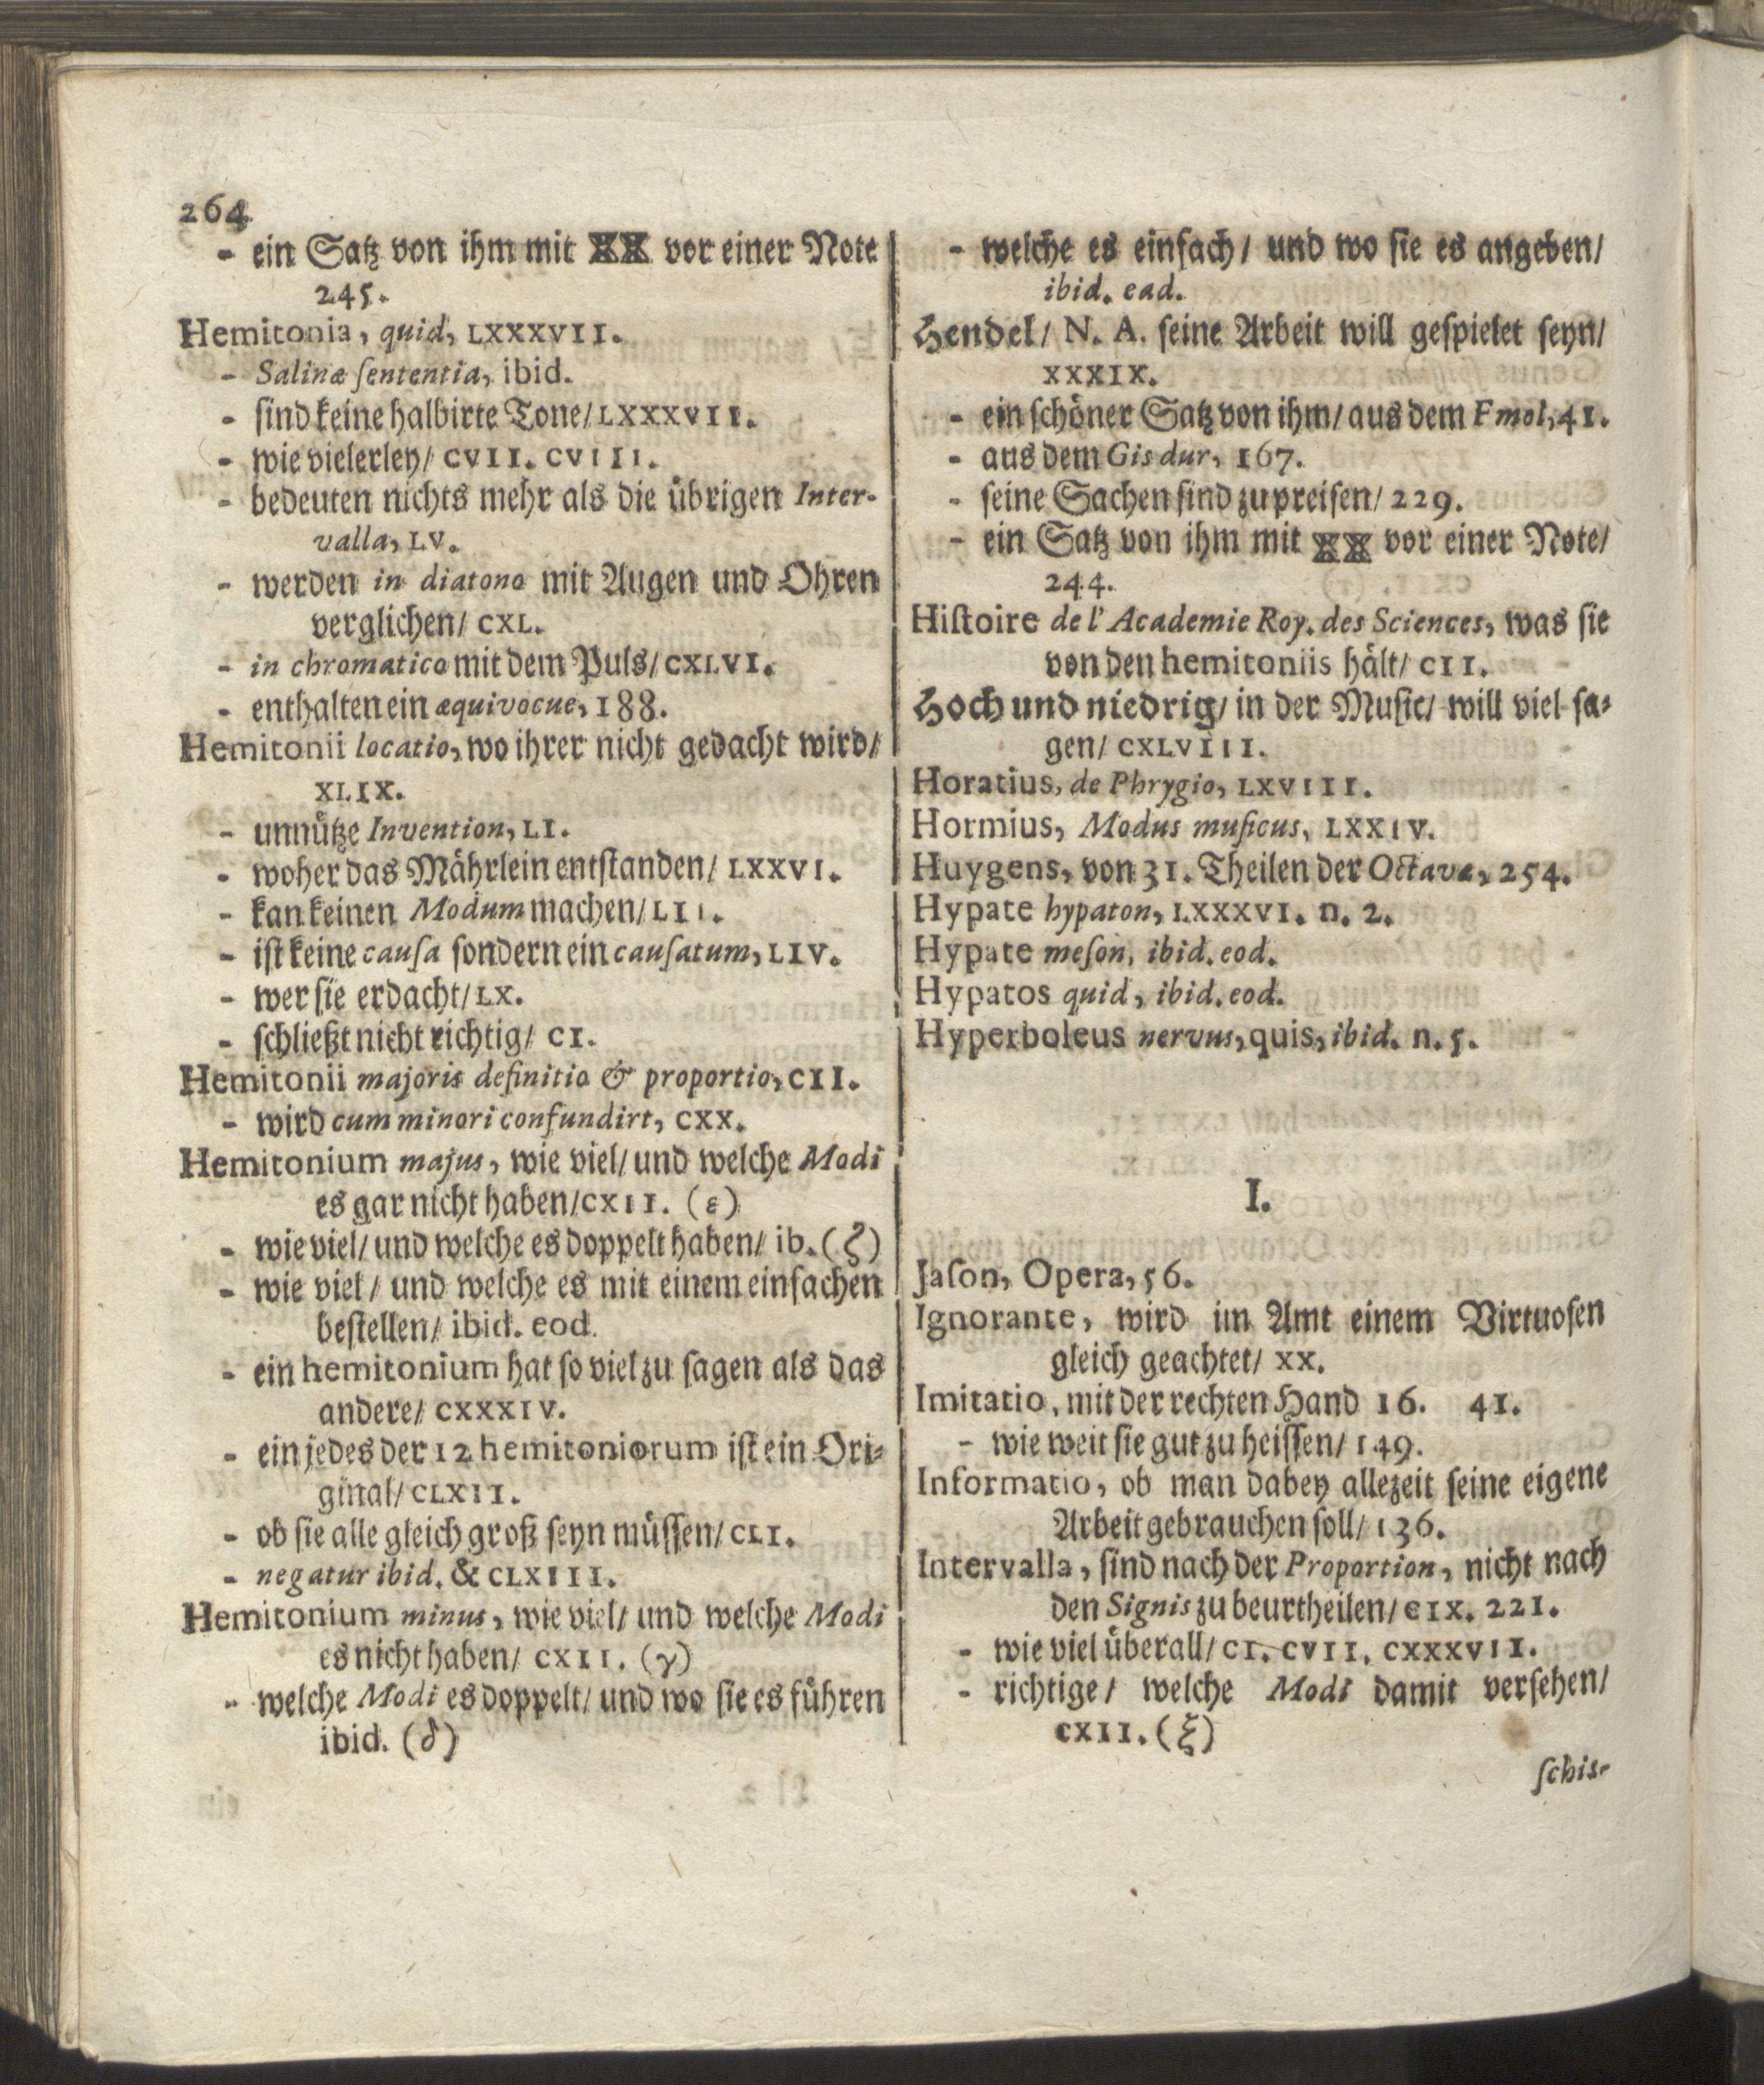 264
- ein Satz von ihm mit XX vor einer Note
245.
Hemitonia, quid, LXXXVII.
- Salinæ ſententia, ibid.
- ſind keine halbirte Tone/ LXXXVII.
- wie vielerley/ CVII. CVIII.
- bedeuten nichts mehr als die übrigen Inter-
valla, LV.
- werden in diatono mit Augen und Ohren
verglichen/ CXL.
- in chromatico mit dem Puls/ CXLVI.
- enthalten ein æquivocue, 188.
Hemitonii locatio, wo ihrer nicht gedacht wird/
XLIX.
- unnütze Invention, LI.
- woher das Mährlein entſtanden/ LXXVI.
- kan keinen Modum machen/ LII.
- iſt keine cauſa ſondern ein cauſatum, LIV.
- wer ſie erdacht/ LX.
- ſchließt nicht richtig/ CI.
Hemitonii majoris definitio & proportio, CII.
- wird cum minori confundirt, CXX.
Hemitonium majus, wie viel/ und welche Modi
es gar nicht haben/ CXII. (ε)
- wie viel/ und welche es doppelt haben/ ib. (ζ)
- wie viel/ und welche es mit einem einfachen
beſtellen/ ibid. eod.
- ein hemitonium hat ſo viel zu ſagen als das
andere/ CXXXIV.
- ein jedes der 12 hemitoniorum iſt ein Ori-
ginal/ CLXII.
- ob ſie alle gleich groß ſeyn müſſen/ CLI.
- negatur ibid. & CLXIII.
Hemitonium minus, wie viel/ und welche Modi
es nicht haben/ CXII. (γ)
- welche Modi es doppelt/ und wo ſie es führen
ibid. (δ)
- welche es einfach/ und wo ſie es angeben/
ibid. ead.
Hendel/ N. A. ſeine Arbeit will geſpielet ſeyn/
XXXIX.
- ein ſchöner Satz von ihm/ aus dem F mol, 41.
- aus dem Gis dur, 167.
- ſeine Sachen ſind zu preiſen/ 229.
- ein Satz von ihm mit XX vor einer Note/
244.
Hiſtoire de l' Academie Roy. des Sciences, was ſie
von den hemitoniis hält/ CII.
Hoch und niedrig/ in der Muſic/ will viel ſa-
gen/ CXLVIII.
Horatius, de Phrygio, LXVIII.
Hormius, Modus muſicus, LXXIV.
Huygens, von 31. Theilen der Octava, 254.
Hypate hypaton, LXXXVI. n. 2.
Hypate meſon, ibid. eod.
Hypatos quid, ibid. eod.
Hyperboleus nervus, quis, ibid. n. 5.
I.
Jaſon, Opera, 56.
Ignorante, wird im Amt einem Virtuoſen
gleich geachtet/ XX.
Imitatio, mit der rechten Hand 16. 41.
- wie weit ſie gut zu heiſſen/ 149.
Informatio, ob man dabey allezeit ſeine eigene
Arbeit gebrauchen ſoll/ 136.
Intervalla, ſind nach der Proportion, nicht nach
den Signis zu beurtheilen/ CIX. 221.
- wie viel überall/ CI. CVII. CXXXVII.
- richtige/ welche Modi damit verſehen/
CXII. (ξ)
ſchis-